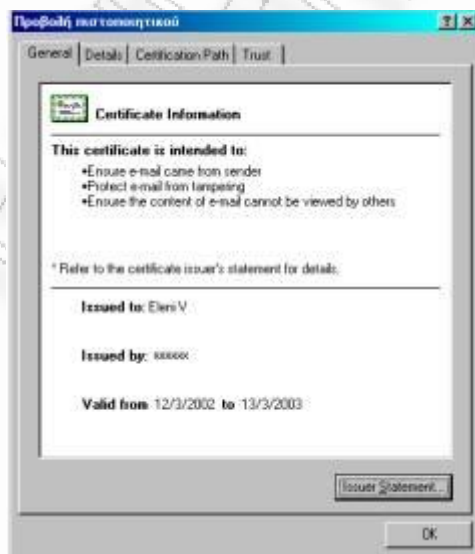 Προβολή πιστοποιητικού
General Details Certification Path Trust
Certificate Information
This certificate is intended to:
•Ensure e-mail came from sender
•Protect e-mail from tampering
•Ensure the content of e-mail cannot be viewed by others
* Refer to the certificate issuer's statement for details.
Issued to: Eleni V
Issued by: xxxxxx
Valid from 12/3/2002 to 13/3/2003
Issuer Statement...
OK